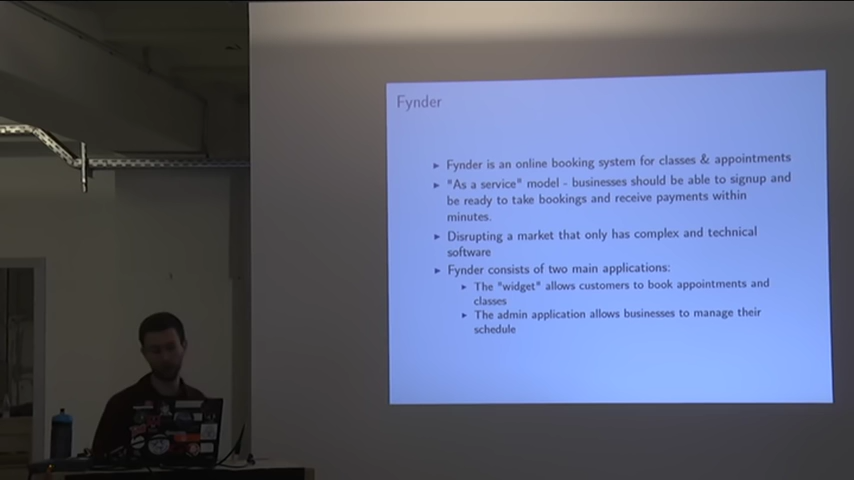 Fynder
▸ Fynder is an online booking system for classes & appointments
▸ "As a service" model - businesses should be able to signup and
be ready to take bookings and receive payments within
minutes.
▸ Disrupting a market that only has complex and technical
software
▸ Fynder consists of two main applications:
▸ The "widget" allows customers to book appointments and
classes
▸ The admin application allows businesses to manage their
schedule